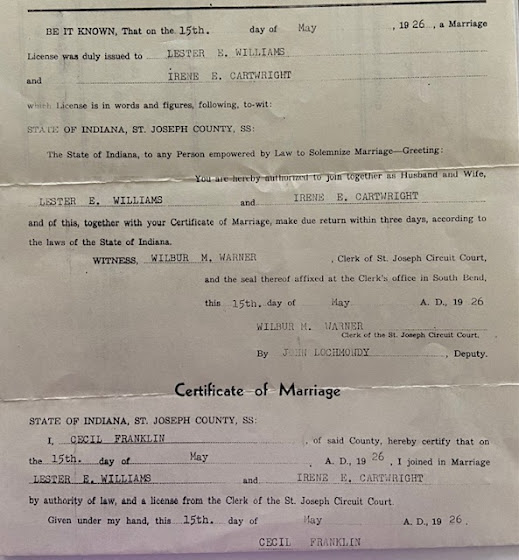 BE IT KNOWN, That on the 15th. day of May , 19 26 , a Marriage
License was duly issued to LESTER E. WILLIAMS
and IRENE E. CARTWRIGHT
which License is in words and figures, following, to-wit:
STATE OF INDIANA, ST. JOSEPH COUNTY, SS:
The State of Indiana, to any Person empowered by Law to Solemnize Marriage—Greeting:
You are hereby authorized to join together as Husband and Wife,
LESTER E. WILLIAMS and IRENE E. CARTWRIGHT
and of this, together with your Certificate of Marriage, make due return within three days, according to
the laws of the State of Indiana.
WITNESS, WILBUR M. WARNER , Clerk of St. Joseph Circuit Court,
and the seal thereof affixed at the Clerk's office in South Bend,
this 15th. day of May A. D., 19 26
WILBUR M. WARNER
Clerk of the St. Joseph Circuit Court.
By JOHN LOCHMONDY , Deputy.
Certificate of Marriage
STATE OF INDIANA, ST. JOSEPH COUNTY, SS:
I, CECIL FRANKLIN , of said County, hereby certify that on
the 15th. day of May , A. D., 19 26 , I joined in Marriage
LESTER E. WILLIAMS and IRENE E. CARTWRIGHT
by authority of law, and a license from the Clerk of the St. Joseph Circuit Court.
Given under my hand, this 15th. day of May A. D., 19 26 .
CECIL FRANKLIN